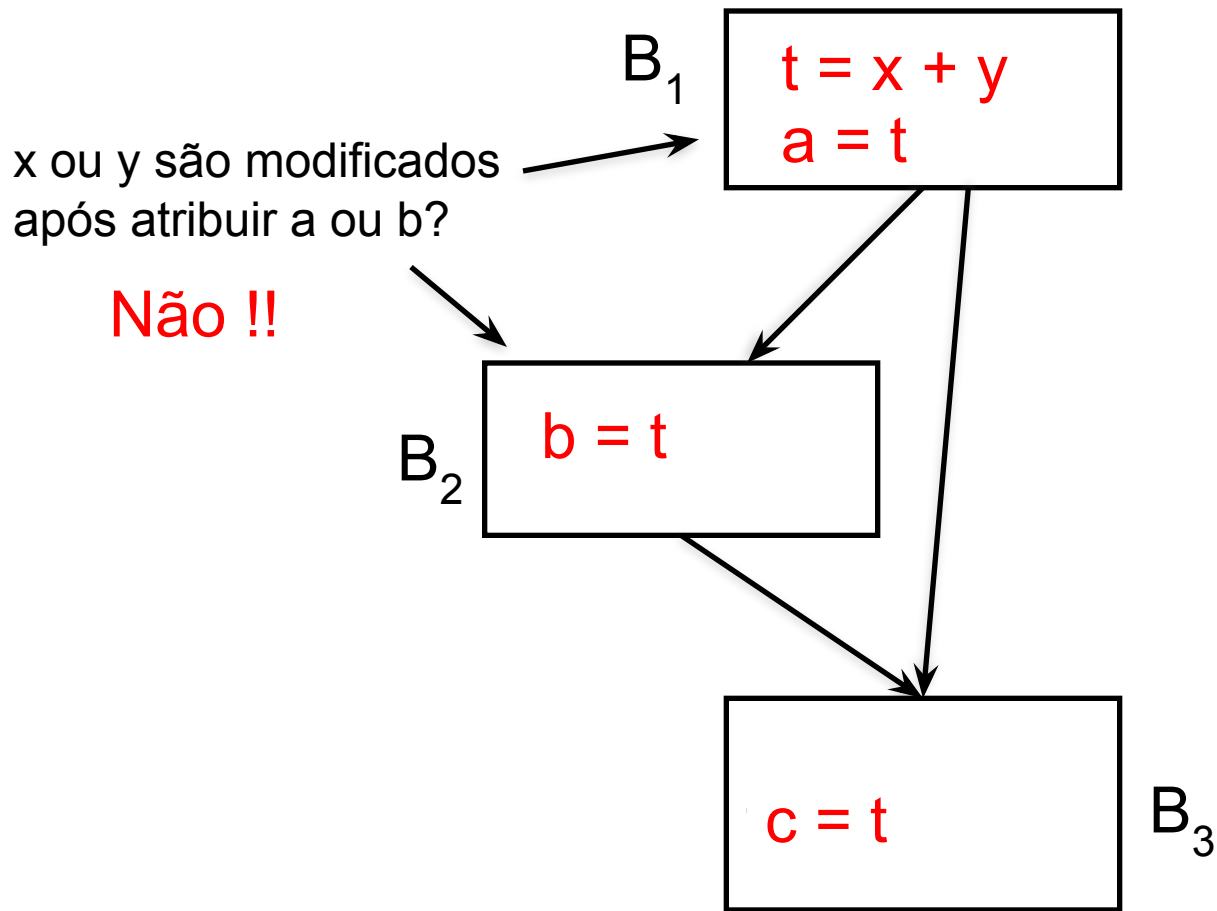 B₁
t = x + y
a = t
x ou y são modificados
após atribuir a ou b?
Não !!
B₂
b = t
c = t
B₃